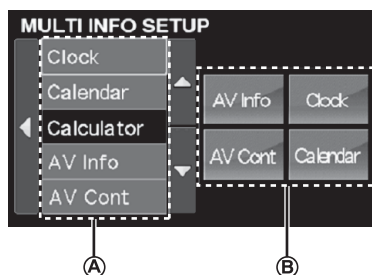 MULTI INFO SETUP
Clock
Calendar
Calculator
AV Info
AV Cont
AV Info
Clock
AV Cont
Calendar
A
B